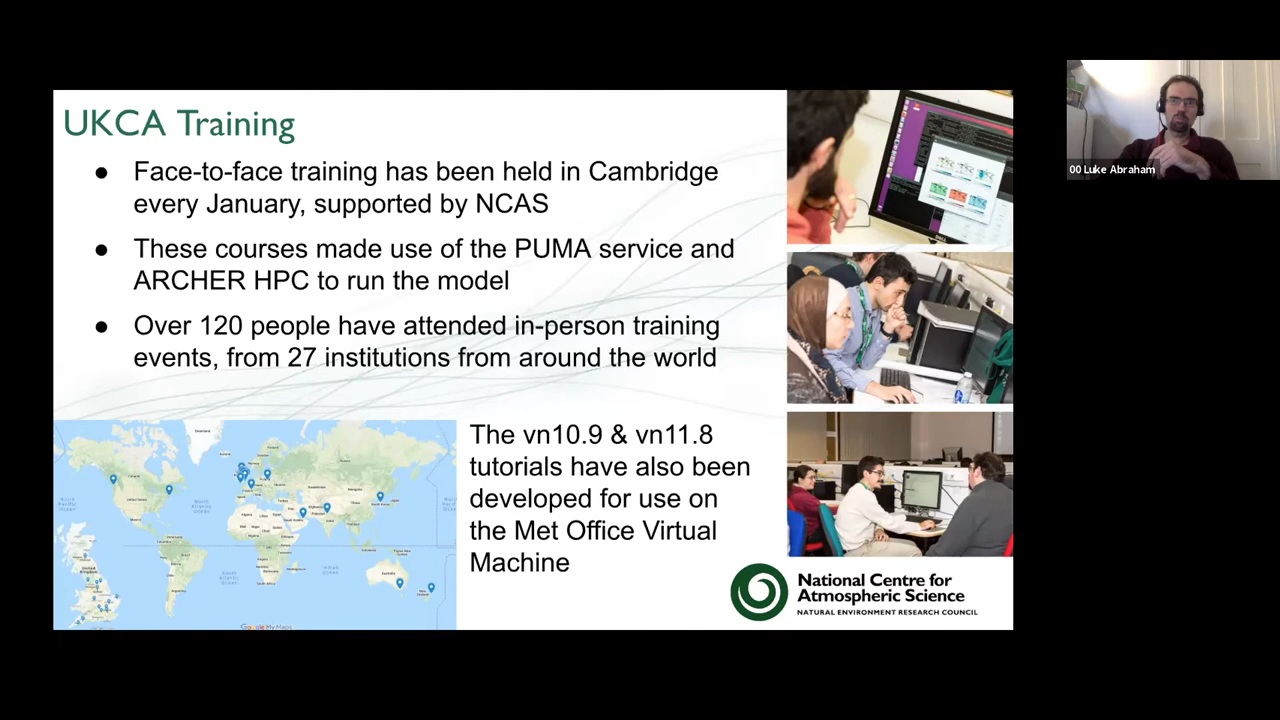 UKCA Training
● Face-to-face training has been held in Cambridge
every January, supported by NCAS
● These courses made use of the PUMA service and
ARCHER HPC to run the model
● Over 120 people have attended in-person training
events, from 27 institutions from around the world
The vn10.9 & vn11.8
tutorials have also been
developed for use on
the Met Office Virtual
Machine
Google My Maps
National Centre for
Atmospheric Science
NATURAL ENVIRONMENT RESEARCH COUNCIL
00 Luke Abraham